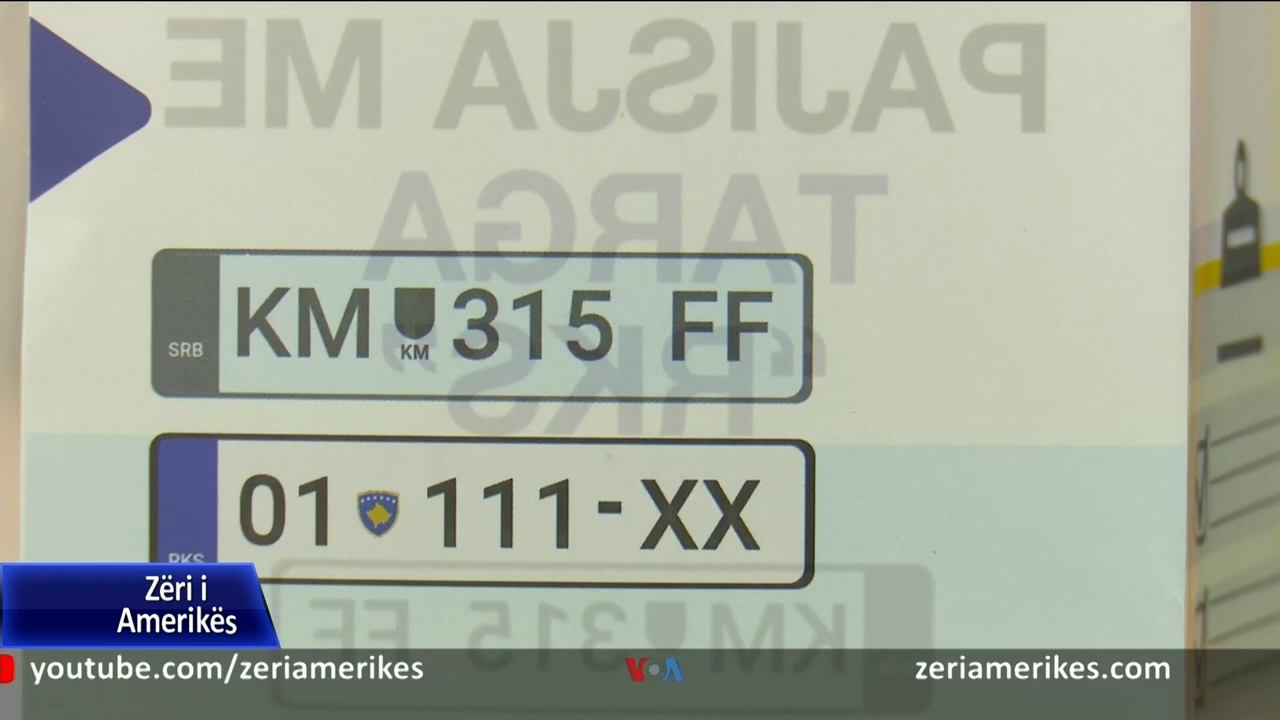 PAJISJA ME
TARGA
“RKS”
SRB KM KM 315 FF
01 111-XX
RKS
KM 315 FF
Zëri i
Amerikës
youtube.com/zeriamerikes VOA zeriamerikes.com